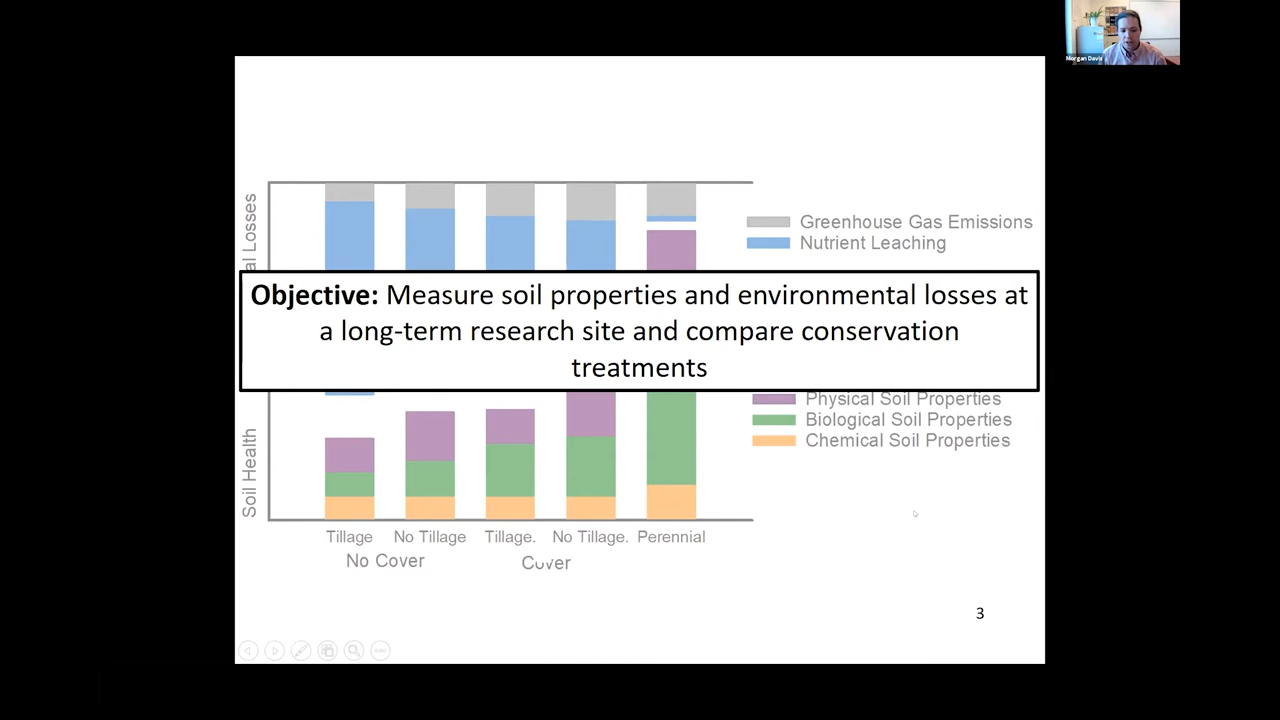 Morgan Davis
al Losses
Greenhouse Gas Emissions
Nutrient Leaching
Objective: Measure soil properties and environmental losses at
a long-term research site and compare conservation
treatments
Physical Soil Properties
Biological Soil Properties
Chemical Soil Properties
Soil Health
Tillage No Tillage Tillage. No Tillage. Perennial
No Cover Cover
3